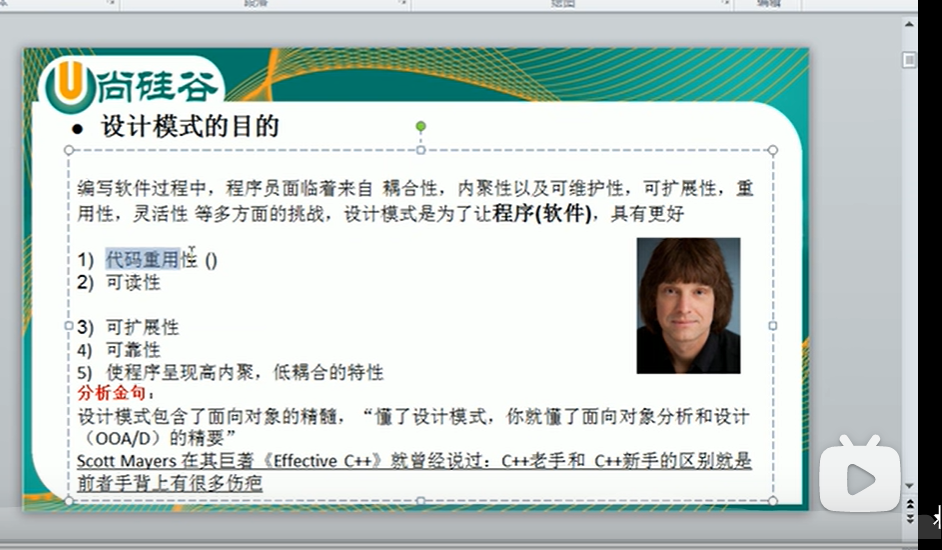 段落
绘图
编辑
尚硅谷
● 设计模式的目的
编写软件过程中，程序员面临着来自 耦合性，内聚性以及可维护性，可扩展性，重
用性，灵活性 等多方面的挑战，设计模式是为了让程序(软件)，具有更好
1) 代码重用性 ()
2) 可读性
3) 可扩展性
4) 可靠性
5) 使程序呈现高内聚，低耦合的特性
分析金句：
设计模式包含了面向对象的精髓，“懂了设计模式，你就懂了面向对象分析和设计
（OOA/D）的精要”
Scott Mayers 在其巨著《Effective C++》就曾经说过：C++老手和 C++新手的区别就是
前者手背上有很多伤疤